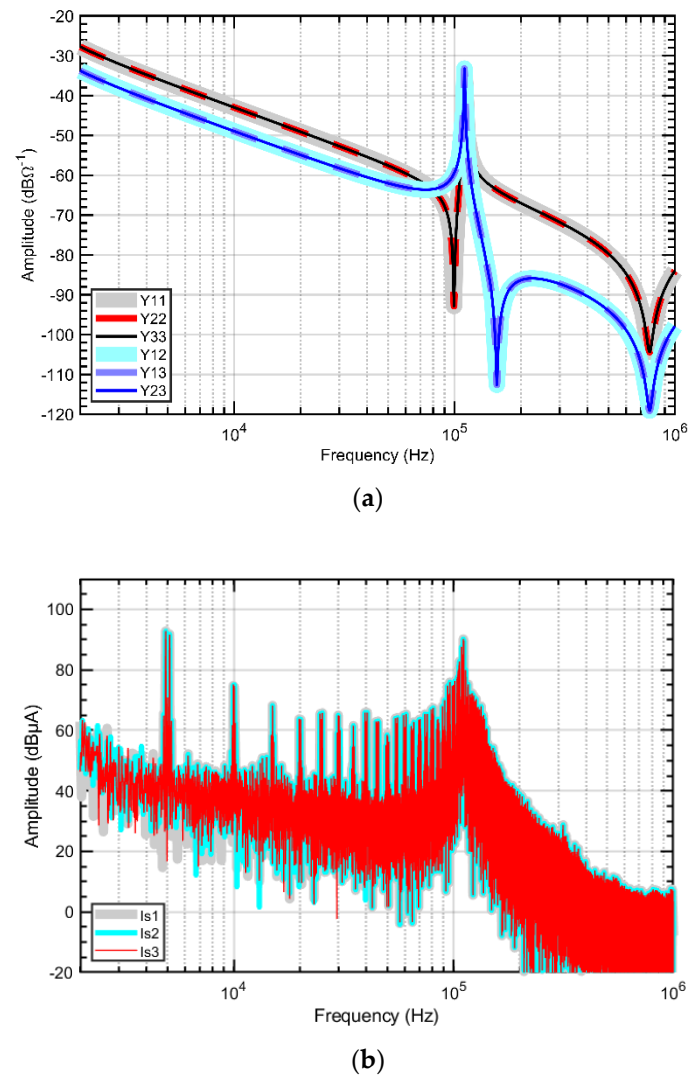 -20
-30
-40
-50
-60
-70
-80
-90
-100
-110
-120
Amplitude (dBΩ⁻¹)
Y11
Y22
Y33
Y12
Y13
Y23
10⁴ 10⁵ 10⁶
Frequency (Hz)
(a)
100
80
60
40
20
0
-20
Amplitude (dBµA)
Is1
Is2
Is3
10⁴ 10⁵ 10⁶
Frequency (Hz)
(b)